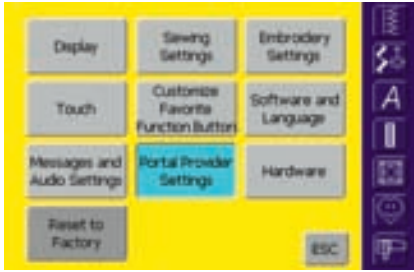 Display
Sewing
Settings
Embroidery
Settings
Touch
Customize
Favorite
Function Button
Software and
Language
Messages and
Audio Settings
Portal Provider
Settings
Hardware
Reset to
Factory
ESC
A